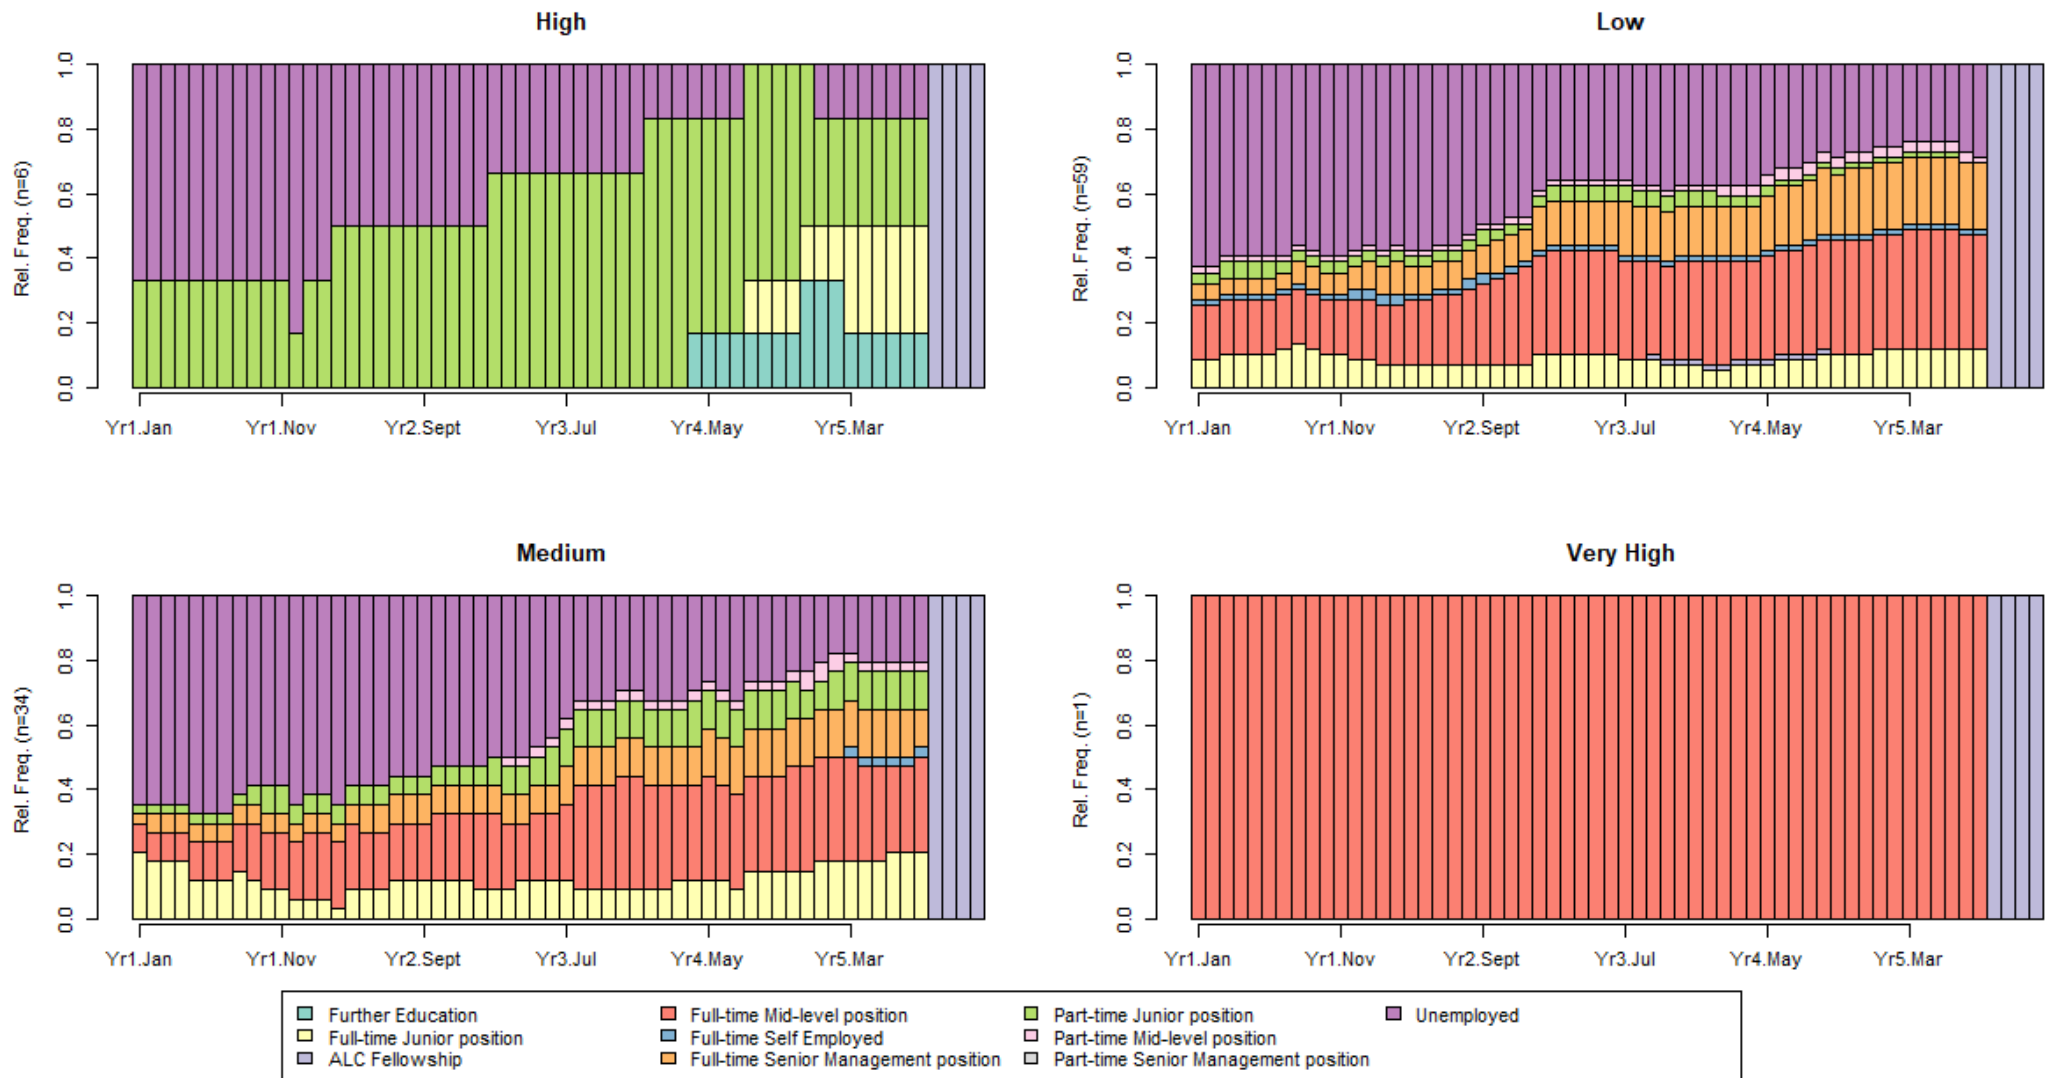 High
Rel. Freq. (n=6)
1.0
0.8
0.6
0.4
0.2
0.0
Yr1.Jan Yr1.Nov Yr2.Sept Yr3.Jul Yr4.May Yr5.Mar
Low
Rel. Freq. (n=59)
1.0
0.8
0.6
0.4
0.2
0.0
Yr1.Jan Yr1.Nov Yr2.Sept Yr3.Jul Yr4.May Yr5.Mar
Medium
Rel. Freq. (n=34)
1.0
0.8
0.6
0.4
0.2
0.0
Yr1.Jan Yr1.Nov Yr2.Sept Yr3.Jul Yr4.May Yr5.Mar
Very High
Rel. Freq. (n=1)
1.0
0.8
0.6
0.4
0.2
0.0
Yr1.Jan Yr1.Nov Yr2.Sept Yr3.Jul Yr4.May Yr5.Mar
Further Education
Full-time Junior position
ALC Fellowship
Full-time Mid-level position
Full-time Self Employed
Full-time Senior Management position
Part-time Junior position
Part-time Mid-level position
Part-time Senior Management position
Unemployed